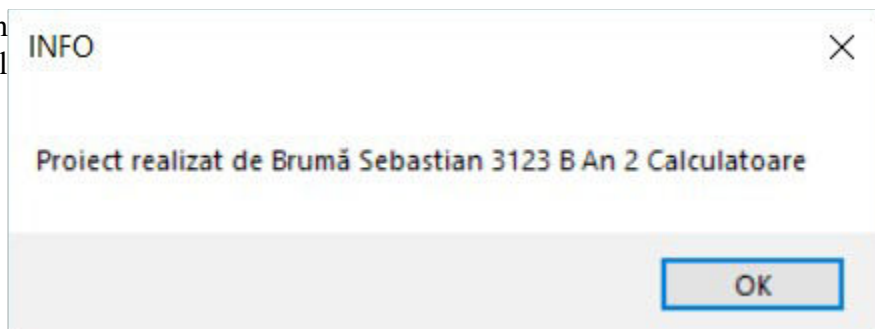 INFO
Proiect realizat de Brumă Sebastian 3123 B An 2 Calculatoare
OK